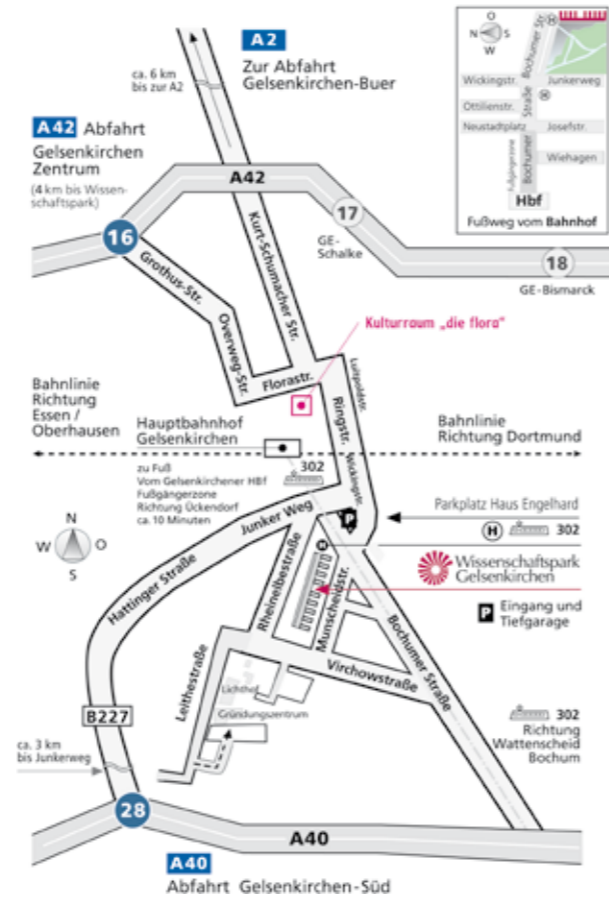 A2
Zur Abfahrt
Gelsenkirchen-Buer
ca. 6 km
bis zur A2
A42 Abfahrt
Gelsenkirchen
Zentrum
(4 km bis Wissen-
schaftspark)
A42
16
17
GE-
Schalke
18
GE-Bismarck
O
N S
W
Bochumer Str.
Wickingstr.
Junkerweg
H
Ottilienstr.
Straße
H
Neustadtplatz
Josefstr.
Bochumer
Fußgängerzone
Wiehagen
Hbf
Fußweg vom Bahnhof
Kurt-Schumacher Str.
Grothus-Str.
Overweg-Str.
Florastr.
Kulturraum „die flora"
Luitpoldstr.
Ringstr.
Wickingstr.
Bahnlinie
Richtung
Essen /
Oberhausen
Hauptbahnhof
Gelsenkirchen
302
Bahnlinie
Richtung Dortmund
zu Fuß
Vom Gelsenkirchener HBf
Fußgängerzone
Richtung Ückendorf
ca. 10 Minuten
N
W O
S
Junker Weg
Hattinger Straße
P
Parkplatz Haus Engelhard
H 302
H
Wissenschaftspark
Gelsenkirchen
P Eingang und
Tiefgarage
Rheinelbestraße
Munscheidstr.
Bochumer Straße
Virchowstraße
Leithestraße
Lichthof
Gründungszentrum
302
Richtung
Wattenscheid
Bochum
B227
ca. 3 km
bis Junkerweg
28
A40
A40
Abfahrt Gelsenkirchen-Süd